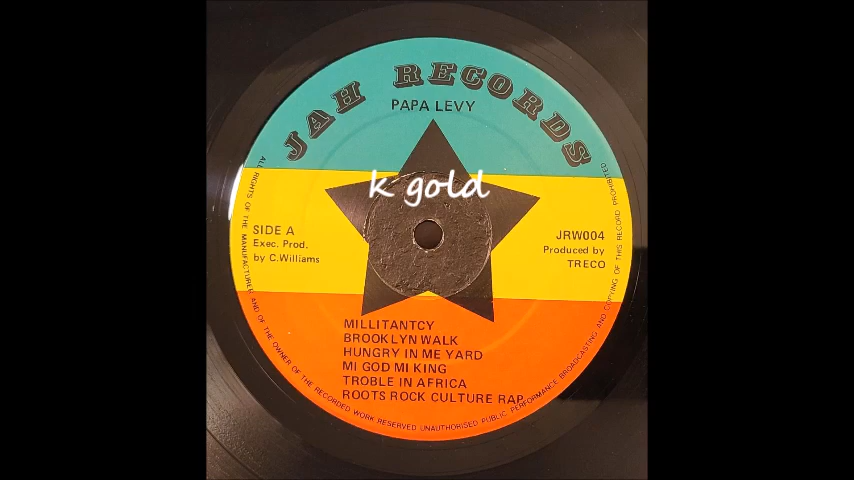 JAH RECORDS
PAPA LEVY
k gold
SIDE A
Exec. Prod.
by C.Williams
JRW004
Produced by
TRECO
MILLITANTCY
BROOKLYN WALK
HUNGRY IN ME YARD
MI GOD MI KING
TROBLE IN AFRICA
ROOTS ROCK CULTURE RAP
ALL RIGHTS OF THE MANUFACTURER AND OF THE OWNER OF THE RECORDED WORK RESERVED UNAUTHORISED PUBLIC PERFORMANCE BROADCASTING AND COPYING OF THIS RECORD PROHIBITED